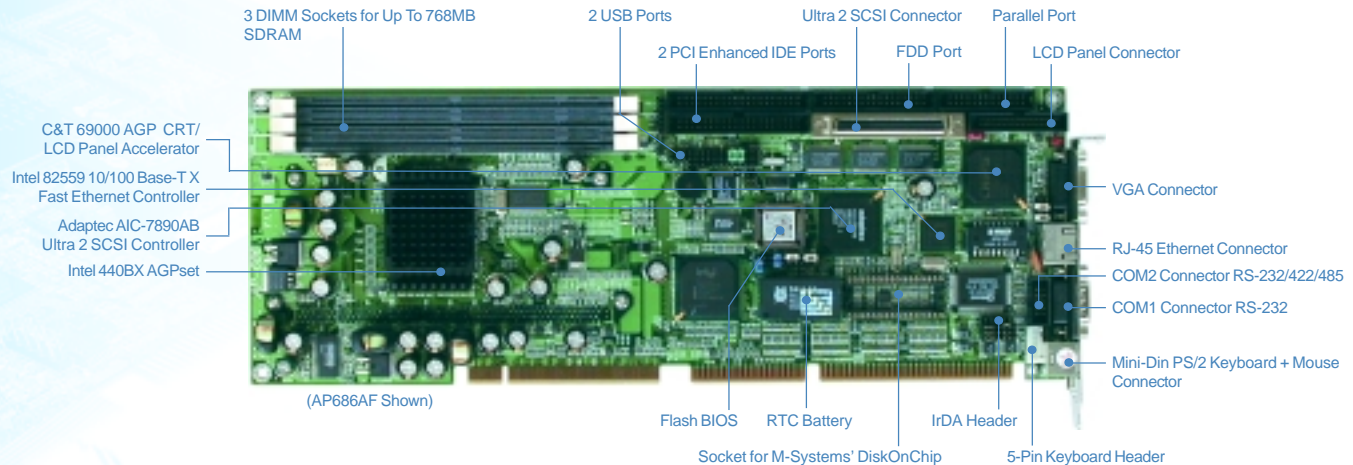 3 DIMM Sockets for Up To 768MB
SDRAM
2 USB Ports
Ultra 2 SCSI Connector
Parallel Port
2 PCI Enhanced IDE Ports
FDD Port
LCD Panel Connector
C&T 69000 AGP CRT/
LCD Panel Accelerator
Intel 82559 10/100 Base-T X
Fast Ethernet Controller
Adaptec AIC-7890AB
Ultra 2 SCSI Controller
Intel 440BX AGPset
VGA Connector
RJ-45 Ethernet Connector
COM2 Connector RS-232/422/485
COM1 Connector RS-232
Mini-Din PS/2 Keyboard + Mouse
Connector
(AP686AF Shown)
Flash BIOS
RTC Battery
IrDA Header
Socket for M-Systems' DiskOnChip
5-Pin Keyboard Header